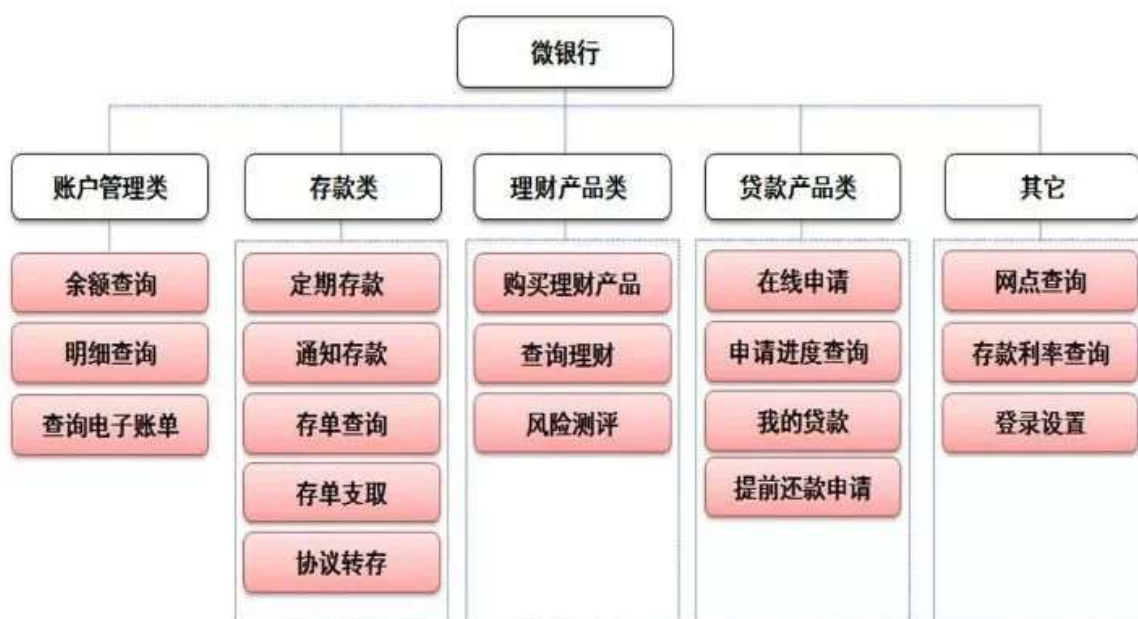 微银行
账户管理类
存款类
理财产品类
贷款产品类
其它
余额查询
明细查询
查询电子账单
定期存款
通知存款
存单查询
存单支取
协议转存
购买理财产品
查询理财
风险测评
在线申请
申请进度查询
我的贷款
提前还款申请
网点查询
存款利率查询
登录设置